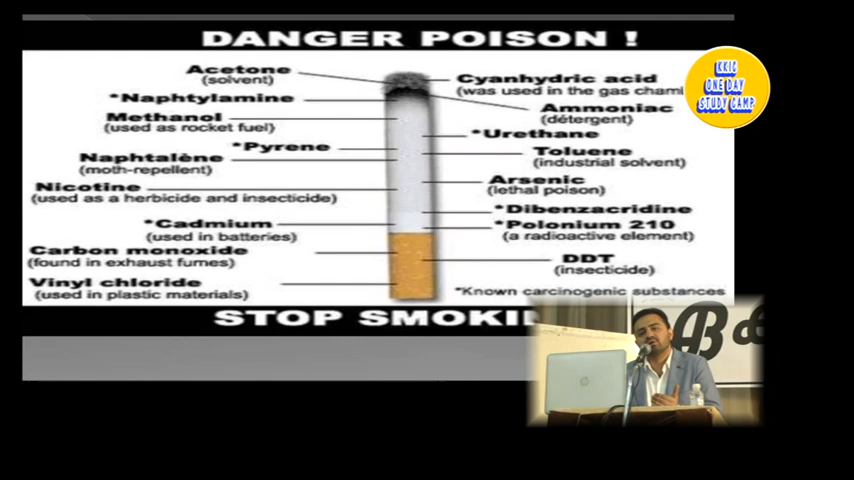 DANGER POISON !
Acetone
(solvent)
*Naphtylamine
Methanol
(used as rocket fuel)
*Pyrene
Naphtalène
(moth-repellent)
Nicotine
(used as a herbicide and insecticide)
*Cadmium
(used in batteries)
Carbon monoxide
(found in exhaust fumes)
Vinyl chloride
(used in plastic materials)
Cyanhydric acid
(was used in the gas cham
Ammoniac
(détergent)
*Urethane
Toluene
(industrial solvent)
Arsenic
(lethal poison)
*Dibenzacridine
*Polonium 210
(a radioactive element)
DDT
(insecticide)
*Known carcinogenic substances
STOP SMOKI
KKIC
ONE DAY
STUDY CAMP